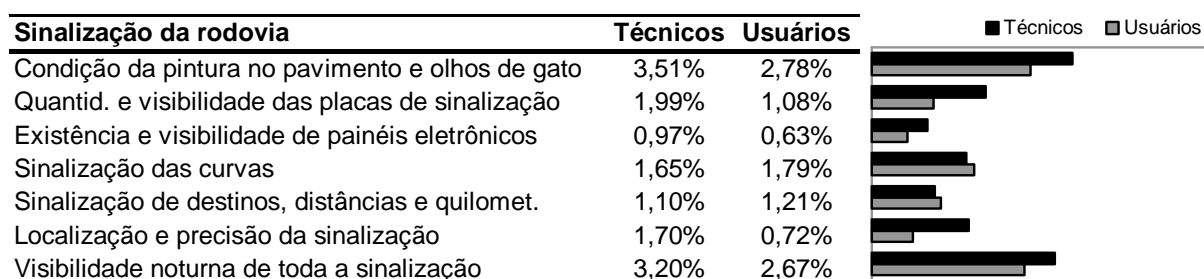 Sinalização da rodovia Técnicos Usuários Técnicos Usuários
Condição da pintura no pavimento e olhos de gato 3,51% 2,78%
Quantid. e visibilidade das placas de sinalização 1,99% 1,08%
Existência e visibilidade de painéis eletrônicos 0,97% 0,63%
Sinalização das curvas 1,65% 1,79%
Sinalização de destinos, distâncias e quilomet. 1,10% 1,21%
Localização e precisão da sinalização 1,70% 0,72%
Visibilidade noturna de toda a sinalização 3,20% 2,67%